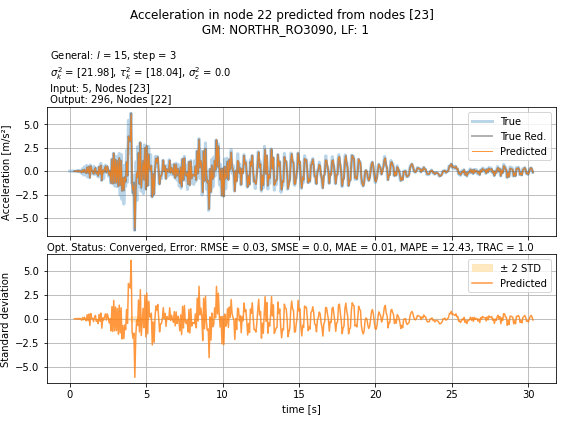 Acceleration in node 22 predicted from nodes [23]
GM: NORTHR_RO3090, LF: 1
General: l = 15, step = 3
σ²ₖ = [21.98], τ²ₖ = [18.04], σ²ε = 0.0
Input: 5, Nodes [23]
Output: 296, Nodes [22]
Acceleration [m/s²]
5.0
2.5
0.0
−2.5
−5.0
True
True Red.
Predicted
Opt. Status: Converged, Error: RMSE = 0.03, SMSE = 0.0, MAE = 0.01, MAPE = 12.43, TRAC = 1.0
Standard deviation
5.0
2.5
0.0
−2.5
−5.0
± 2 STD
Predicted
0 5 10 15 20 25 30
time [s]